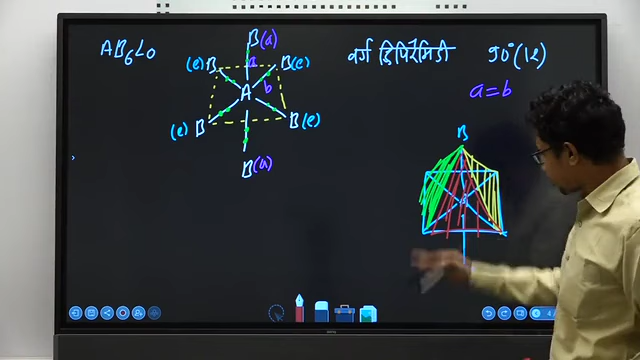 AB₆L₀
B(a)
(e)B B(e)
a
b
A
(e)B B(e)
B(a)
वर्ग द्विपिरैमिडी 90°(12)
a=b
B